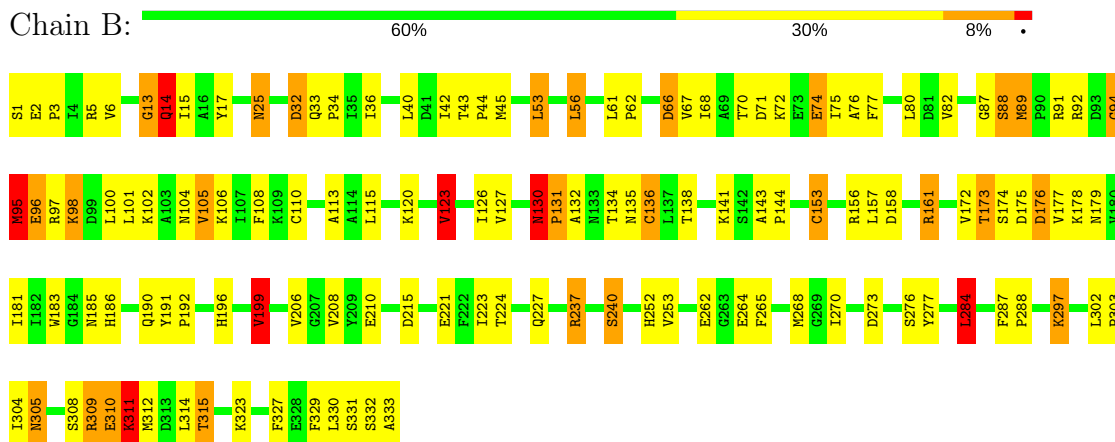 Chain B:
60% 30% 8% •
S1 E2 P3 I4 R5 V6 G13 Q14 I15 A16 Y17 N25 D32 Q33 P34 I35 I36 L40 D41 I42 T43 P44 M45 L53 L56 L61 P62 D66 V67 I68 A69 T70 D71 K72 E73 E74 I75 A76 F77 L80 D81 V82 G87 S88 M89 P90 R91 R92 D93 G94
M95 E96 R97 K98 D99 L100 L101 K102 A103 N104 V105 K106 I107 F108 K109 C110 A113 A114 L115 K120 V123 I126 V127 N130 P131 A132 N133 T134 N135 C136 L137 T138 K141 S142 A143 P144 C153 R156 L157 D158 R161 V172 T173 S174 D175 D176 V177 K178 N179 V180
I181 I182 W183 G184 N185 H186 Q190 Y191 P192 H196 V199 V206 G207 V208 Y209 E210 D215 E221 F222 I223 T224 Q227 R237 S240 H252 V253 E262 G263 E264 F265 M268 G269 I270 D273 S276 Y277 L284 F287 P288 K297 L302
I304 N305 S308 R309 E310 K311 M312 D313 L314 T315 K323 F327 E328 F329 L330 S331 S332 A333